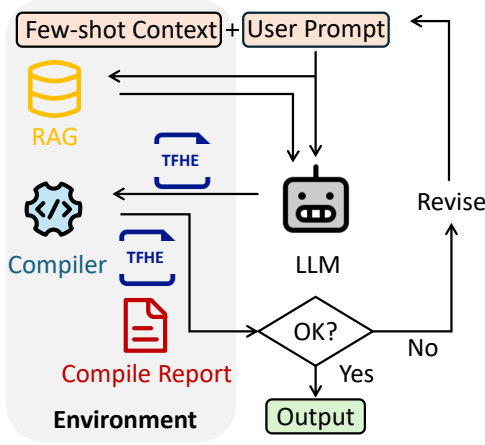 Few-shot Context + User Prompt
RAG
TFHE
</>
Compiler
TFHE
LLM
Revise
Compile Report
OK?
No
Yes
Environment
Output